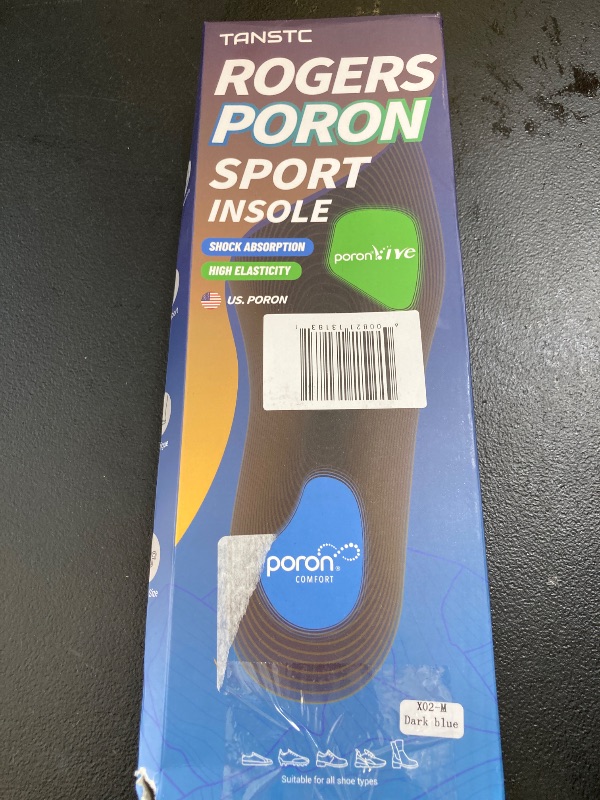 TANSTC
ROGERS
PORON
SPORT
INSOLE
SHOCK ABSORPTION
HIGH ELASTICITY
US. PORON
poron Vive
poron®
COMFORT
X02-M
Dark blue
Suitable for all shoe types
Size